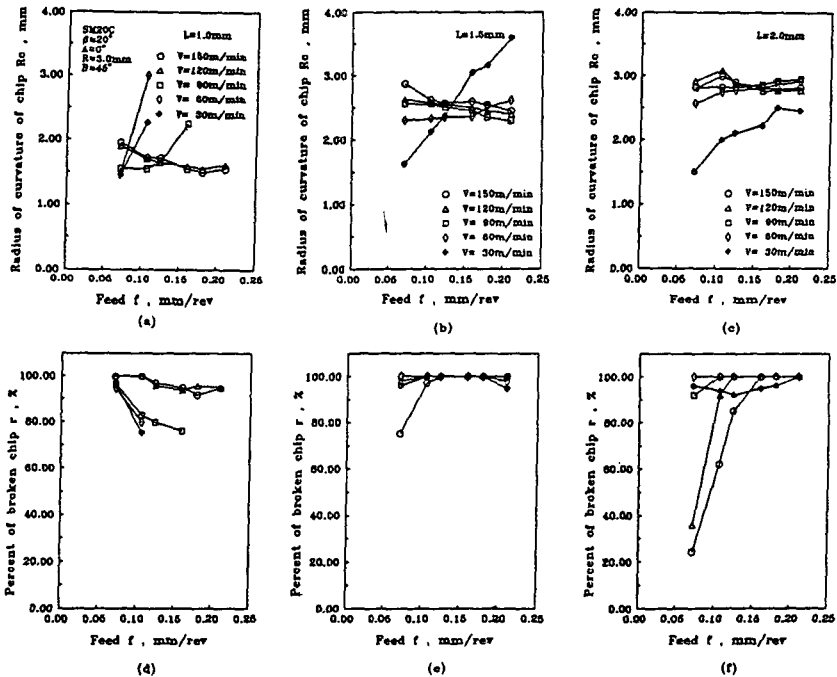 Radius of curvature of chip Rc , mm
4.00
3.00
2.00
1.00
0.00
SM20C
β=20°
Δ=0°
R=3.0mm
B=45°
L=1.0mm
V=150m/min
V=120m/min
V= 90m/min
V= 60m/min
V= 30m/min
0.00 0.05 0.10 0.15 0.20 0.25
Feed f , mm/rev
(a)
Radius of curvature of chip Rc , mm
4.00
3.00
2.00
1.00
0.00
L=1.5mm
V=150m/min
V=120m/min
V= 90m/min
V= 60m/min
V= 30m/min
0.00 0.05 0.10 0.15 0.20 0.25
Feed f , mm/rev
(b)
Radius of curvature of chip Rc , mm
4.00
3.00
2.00
1.00
0.00
L=2.0mm
V=150m/min
V=120m/min
V= 90m/min
V= 60m/min
V= 30m/min
0.00 0.05 0.10 0.15 0.20 0.25
Feed f , mm/rev
(c)
Percent of broken chip r , %
100.00
80.00
60.00
40.00
20.00
0.00
0.00 0.05 0.10 0.15 0.20 0.25
Feed f , mm/rev
(d)
Percent of broken chip r , %
100.00
80.00
60.00
40.00
20.00
0.00
0.00 0.05 0.10 0.15 0.20 0.25
Feed f , mm/rev
(e)
Percent of broken chip r , %
100.00
80.00
60.00
40.00
20.00
0.00
0.00 0.05 0.10 0.15 0.20 0.25
Feed f , mm/rev
(f)